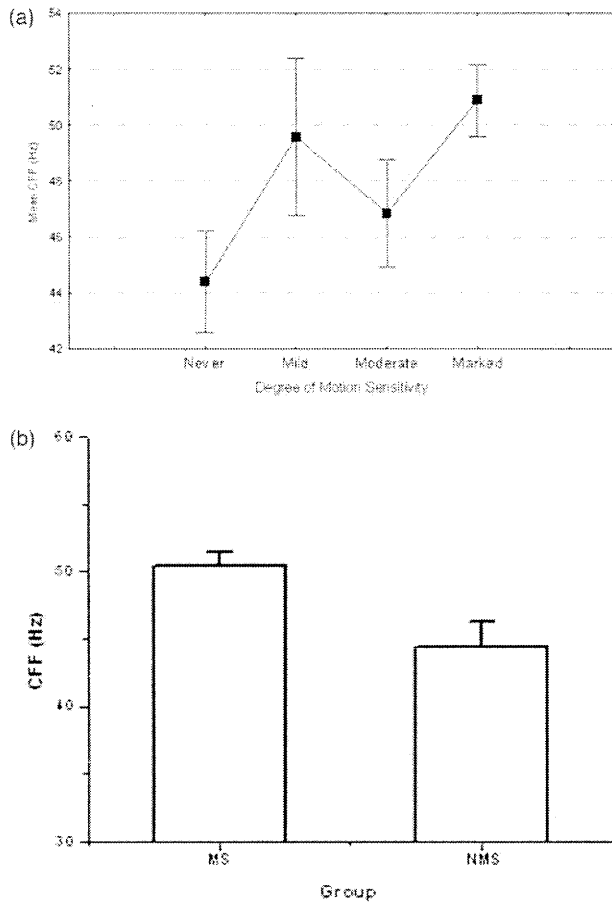 (a)
54
52
50
48
46
44
42
Mean CFF (Hz)
Never Mild Moderate Marked
Degree of Motion Sensitivity
(b)
60
50
40
30
CFF (Hz)
MS NMS
Group